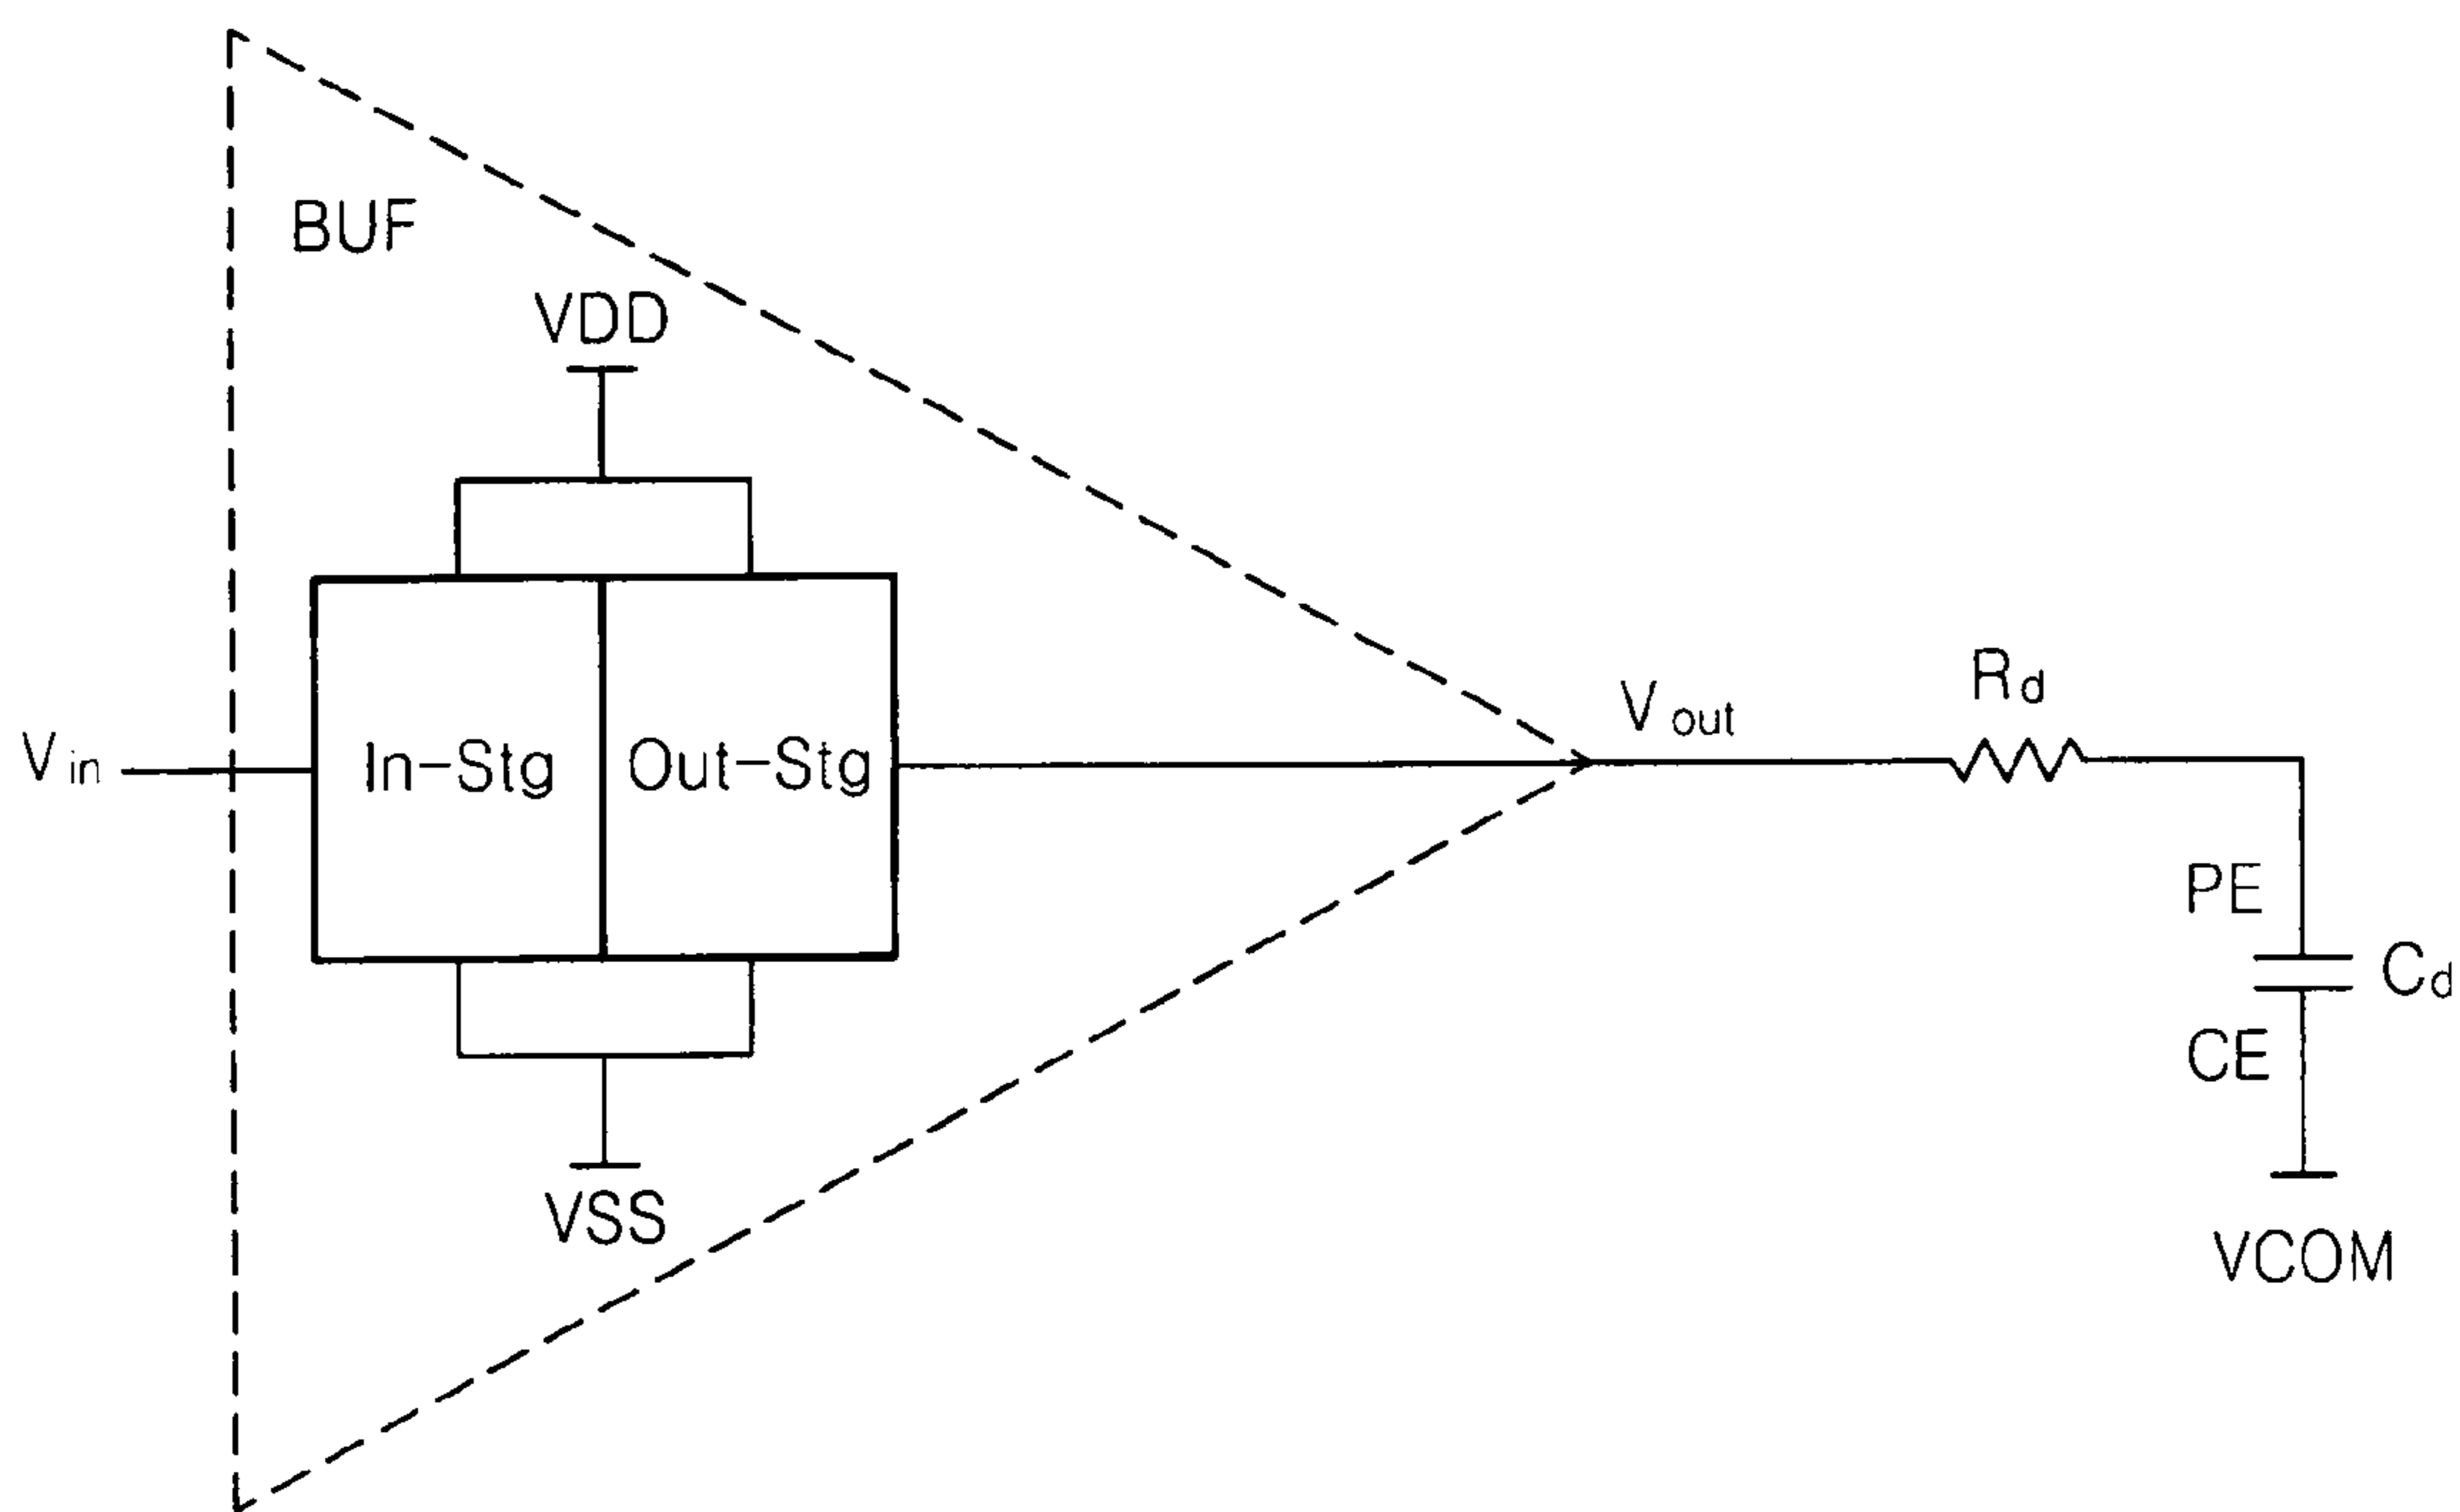 BUF
VDD
Vin
In-Stg
Out-Stg
Vout
Rd
PE
Cd
CE
VSS
VCOM